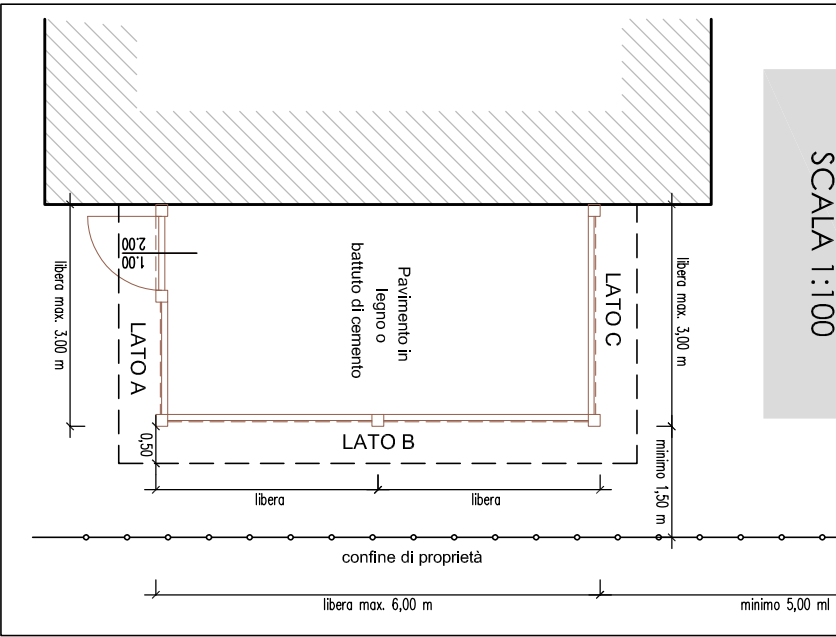 SCALA 1:100
libera max. 3.00 m
1.00
2.00
LATO A
Pavimento in
legno o
battuto di cemento
LATO C
libera max. 3,00 m
0,50
LATO B
minimo 1,50 m
libera
libera
confine di proprietà
libera max. 6,00 m
minimo 5,00 ml